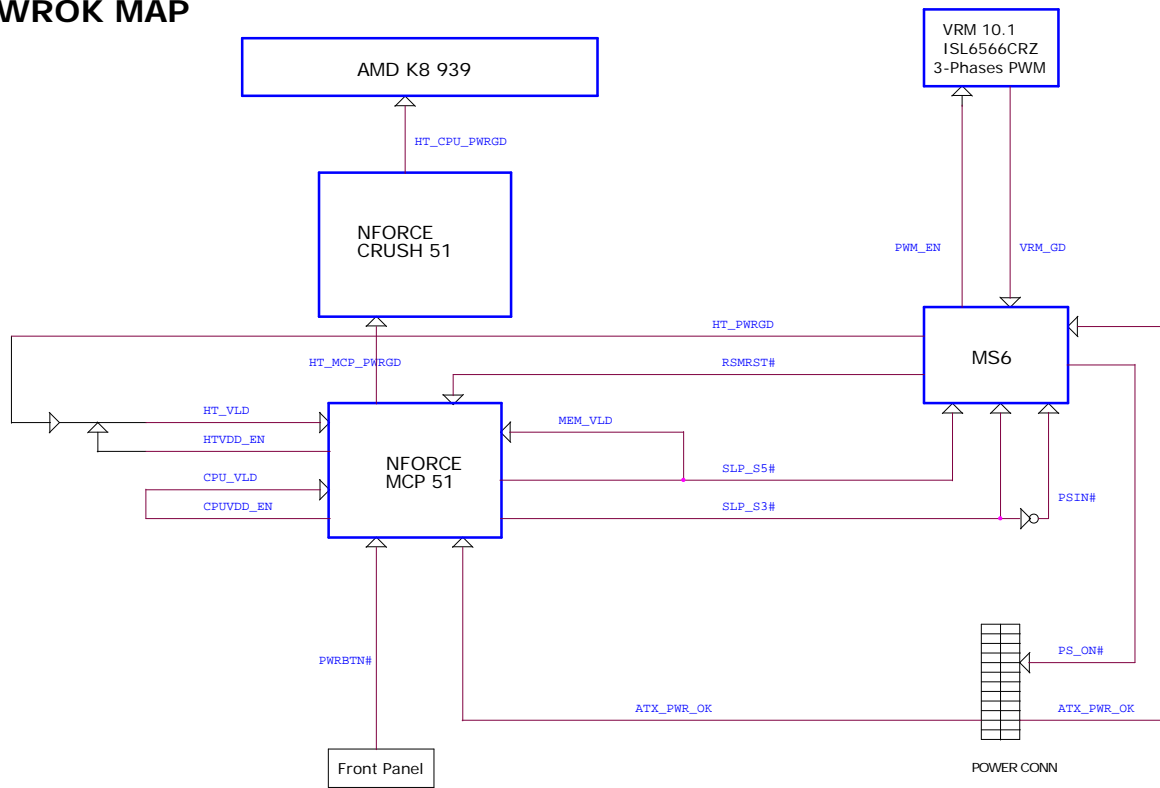 WROK MAP
VRM 10.1
ISL6566CRZ
3-Phases PWM
AMD K8 939
HT_CPU_PWRGD
NFORCE
CRUSH 51
PWM_EN
VRM_GD
HT_PWRGD
HT_MCP_PWRGD
RSMRST#
MS6
HT_VLD
MEM_VLD
HTVDD_EN
NFORCE
MCP 51
SLP_S5#
CPU_VLD
PSIN#
CPUVDD_EN
SLP_S3#
PWRBTN#
PS_ON#
ATX_PWR_OK
ATX_PWR_OK
Front Panel
POWER CONN